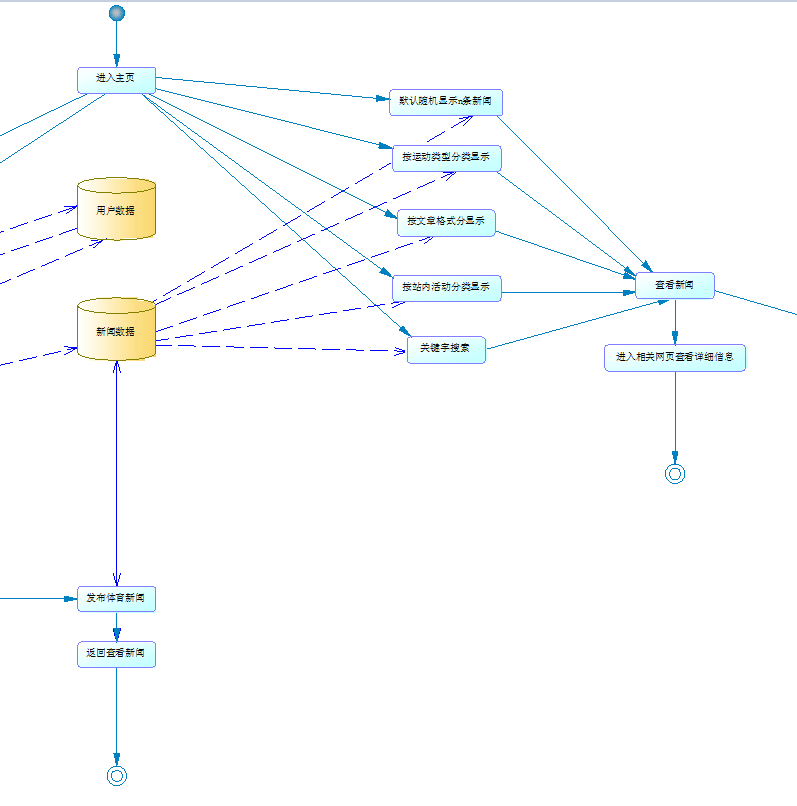 进入主页
默认随机显示n条新闻
按运动类型分类显示
用户数据
按文章格式分显示
查看新闻
按站内活动分类显示
新闻数据
关键字搜索
进入相关网页查看详细信息
发布体育新闻
返回查看新闻